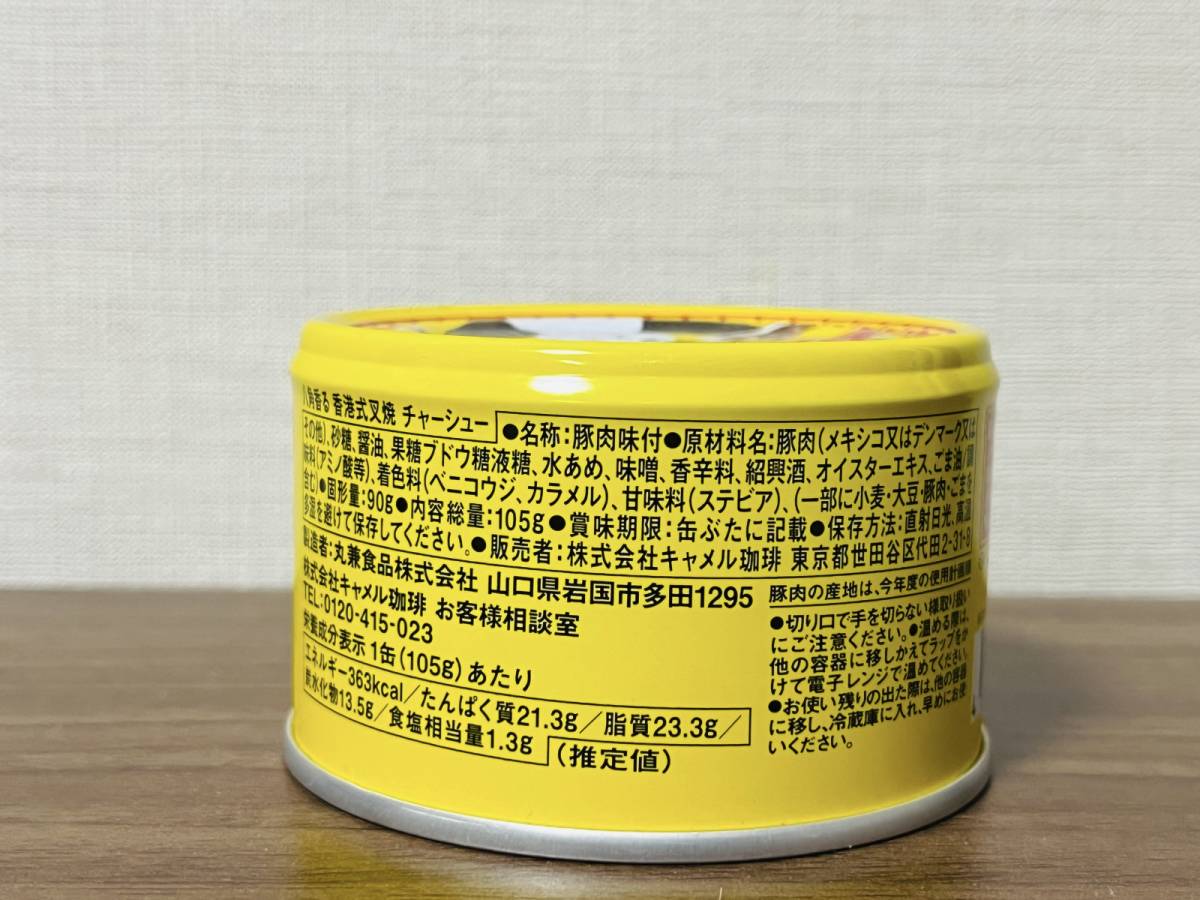 八角香る 香港式叉焼 チャーシュー
●名称:豚肉味付●原材料名:豚肉(メキシコ又はデンマーク又は
その他)、砂糖、醤油、果糖ブドウ糖液糖、水あめ、味噌、香辛料、紹興酒、オイスターエキス、ごま油/調
味料(アミノ酸等)、着色料(ベニコウジ、カラメル)、甘味料(ステビア)、(一部に小麦・大豆・豚肉・ごまを
含む)●固形量:90g●内容総量:105g●賞味期限:缶ぶたに記載●保存方法:直射日光、高温
多湿を避けて保存してください。●販売者:株式会社キャメル珈琲 東京都世田谷区代田2-31-8
製造者:丸兼食品株式会社 山口県岩国市多田1295
株式会社キャメル珈琲 お客様相談室
TEL:0120-415-023
栄養成分表示 1缶(105g)あたり
エネルギー363kcal/たんぱく質21.3g/脂質23.3g/
炭水化物13.5g/食塩相当量1.3g
(推定値)
豚肉の産地は、今年度の使用計画順
●切り口で手を切らない様取り扱い
にご注意ください。●温める際は、
他の容器に移しかえてラップをか
けて電子レンジで温めてください。
●お使い残りの出た際は、他の容器
に移し、冷蔵庫に入れ、早めにお使
いください。